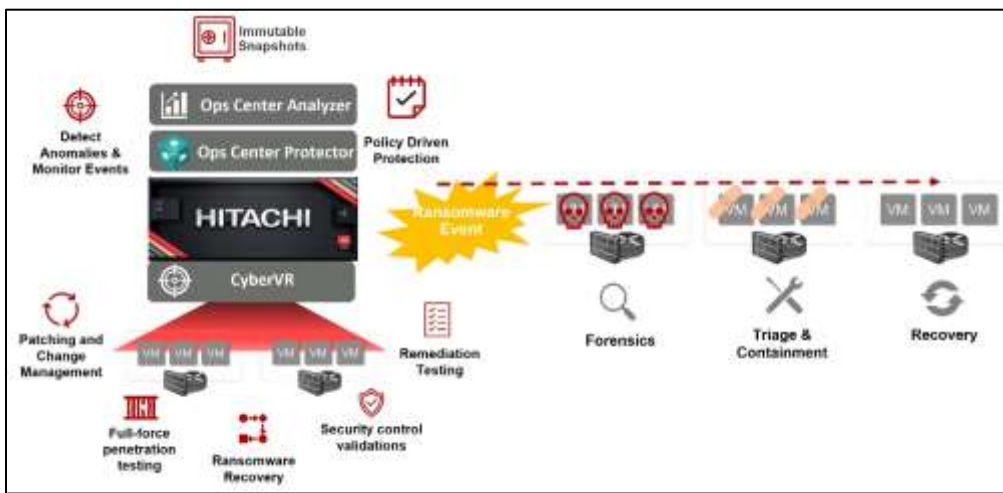 Immutable
Snapshots
Ops Center Analyzer
Detect
Anomalies &
Monitor Events
Ops Center Protector
Policy Driven
Protection
HITACHI
Ransomware
Event
VM
VM
VM
VM
VM
VM
CyberVR
Patching and
Change
Management
VM
VM
VM
VM
VM
VM
Remediation
Testing
Forensics
Triage &
Containment
Recovery
Full-force
penetration
testing
Ransomware
Recovery
Security control
validations